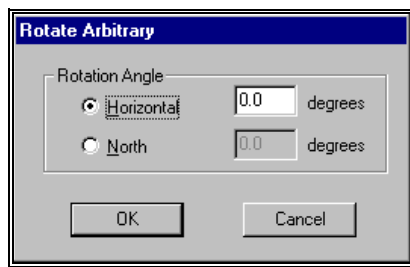 Rotate Arbitrary
Rotation Angle
Horizontal 0.0 degrees
North 0.0 degrees
OK Cancel